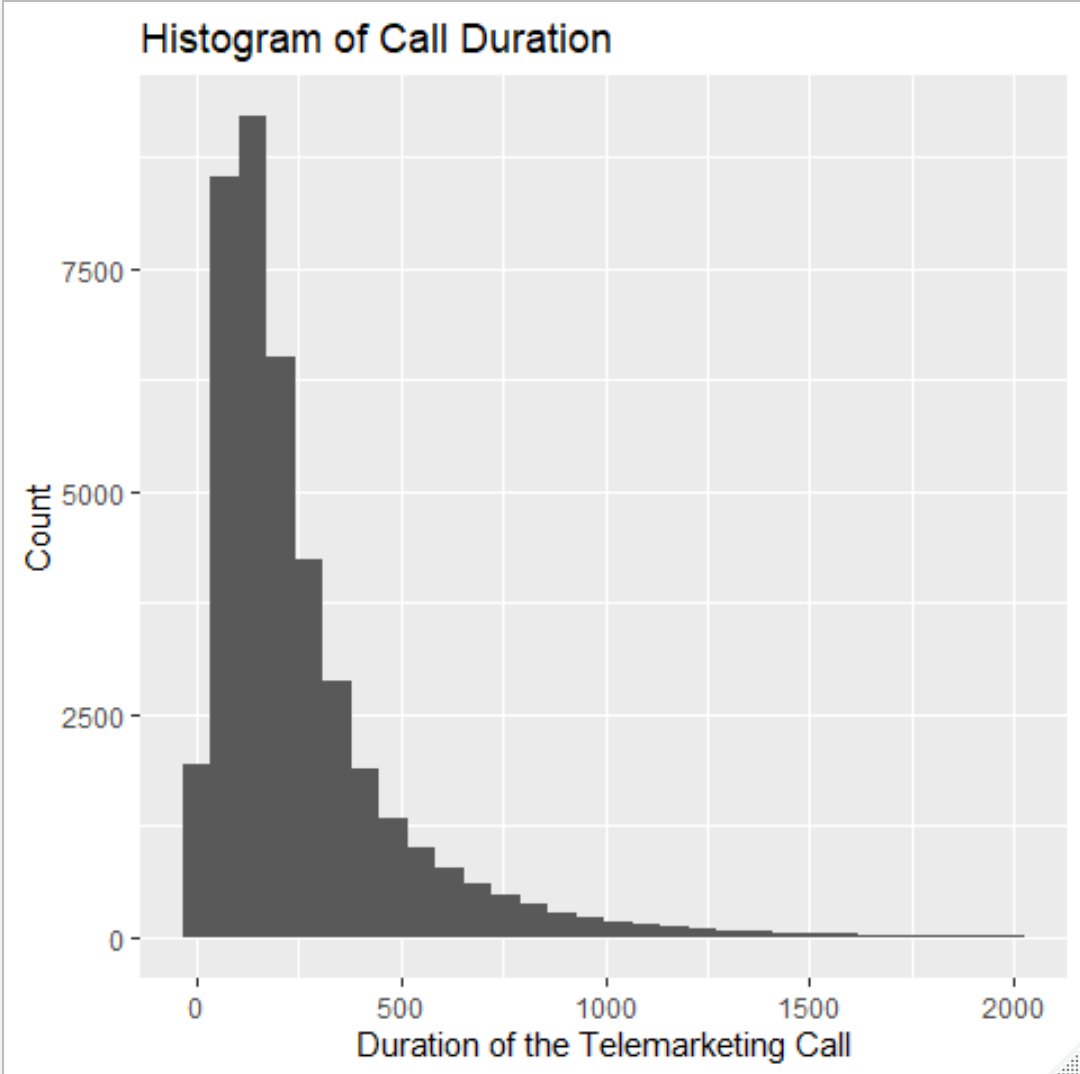 Histogram of Call Duration
Count
7500
5000
2500
0
0 500 1000 1500 2000
Duration of the Telemarketing Call